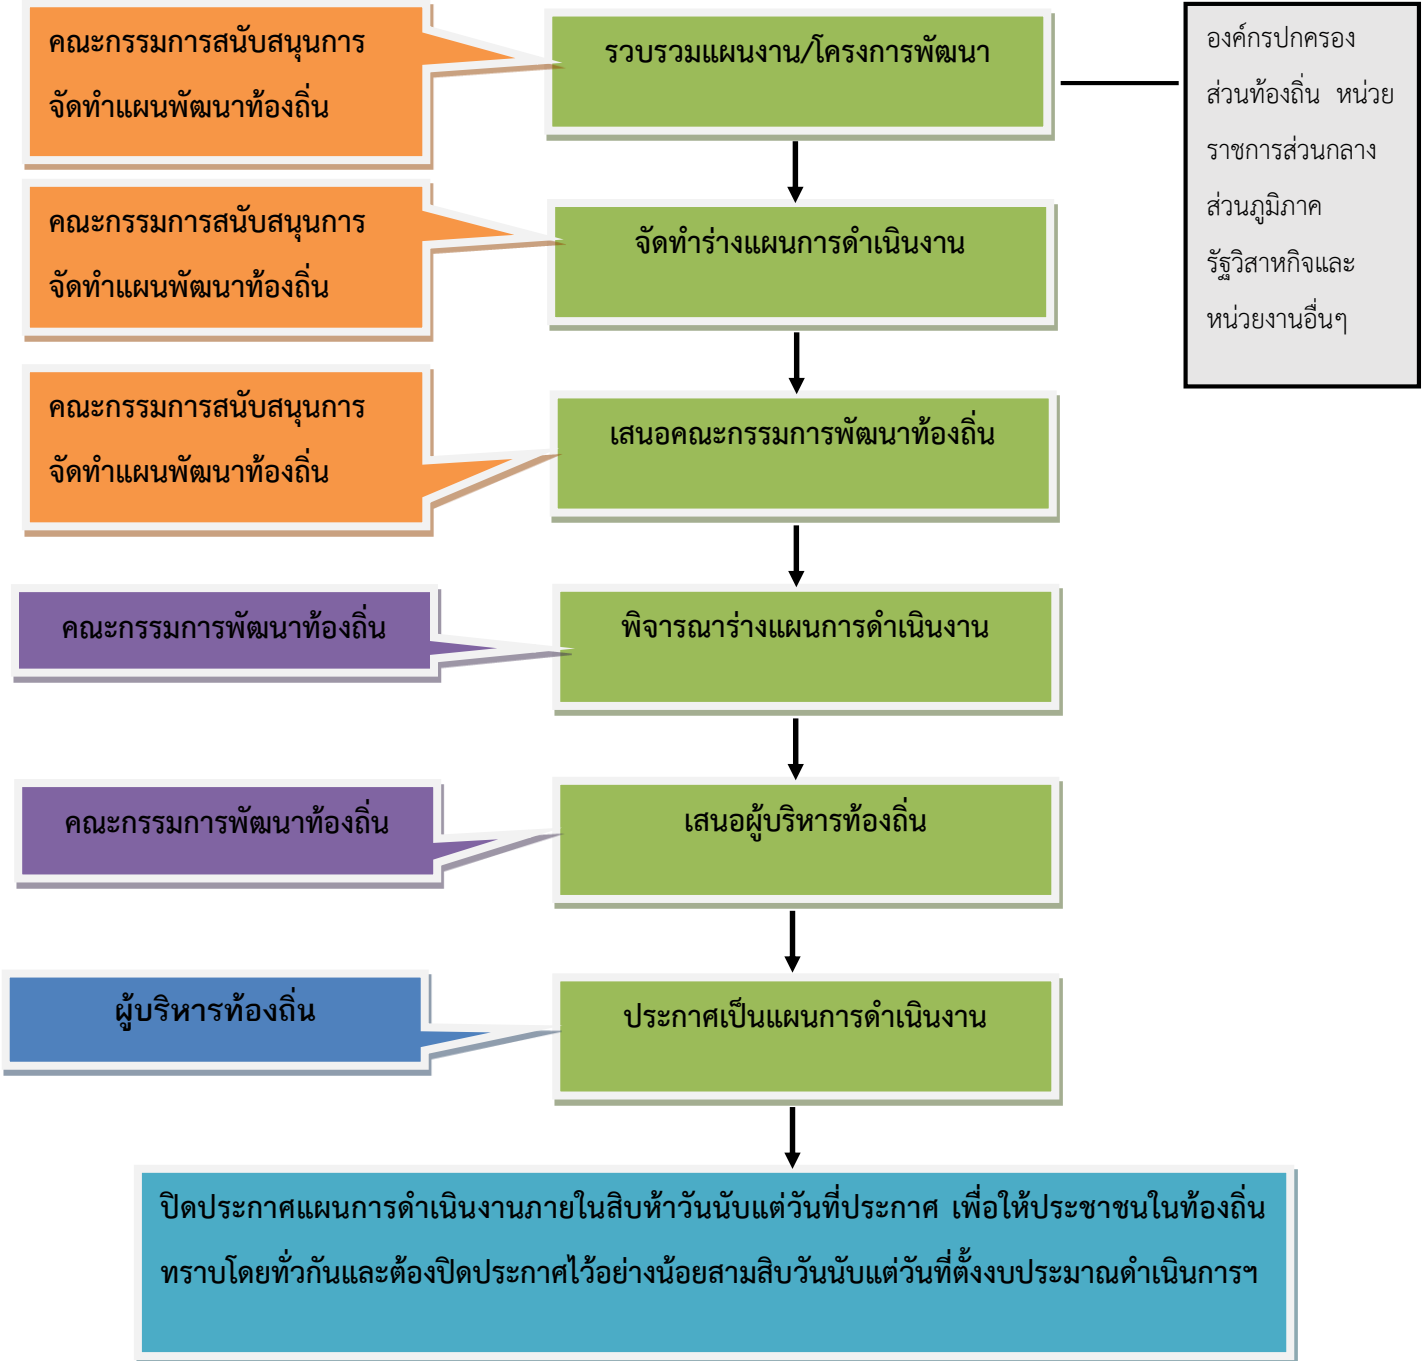 คณะกรรมการสนับสนุนการ
จัดทำแผนพัฒนาท้องถิ่น
รวบรวมแผนงาน/โครงการพัฒนา
องค์กรปกครอง
ส่วนท้องถิ่น หน่วย
ราชการส่วนกลาง
ส่วนภูมิภาค
รัฐวิสาหกิจและ
หน่วยงานอื่นๆ
คณะกรรมการสนับสนุนการ
จัดทำแผนพัฒนาท้องถิ่น
จัดทำร่างแผนการดำเนินงาน
คณะกรรมการสนับสนุนการ
จัดทำแผนพัฒนาท้องถิ่น
เสนอคณะกรรมการพัฒนาท้องถิ่น
คณะกรรมการพัฒนาท้องถิ่น
พิจารณาร่างแผนการดำเนินงาน
คณะกรรมการพัฒนาท้องถิ่น
เสนอผู้บริหารท้องถิ่น
ผู้บริหารท้องถิ่น
ประกาศเป็นแผนการดำเนินงาน
ปิดประกาศแผนการดำเนินงานภายในสิบห้าวันนับแต่วันที่ประกาศ เพื่อให้ประชาชนในท้องถิ่น
ทราบโดยทั่วกันและต้องปิดประกาศไว้อย่างน้อยสามสิบวันนับแต่วันที่ตั้งงบประมาณดำเนินการฯ